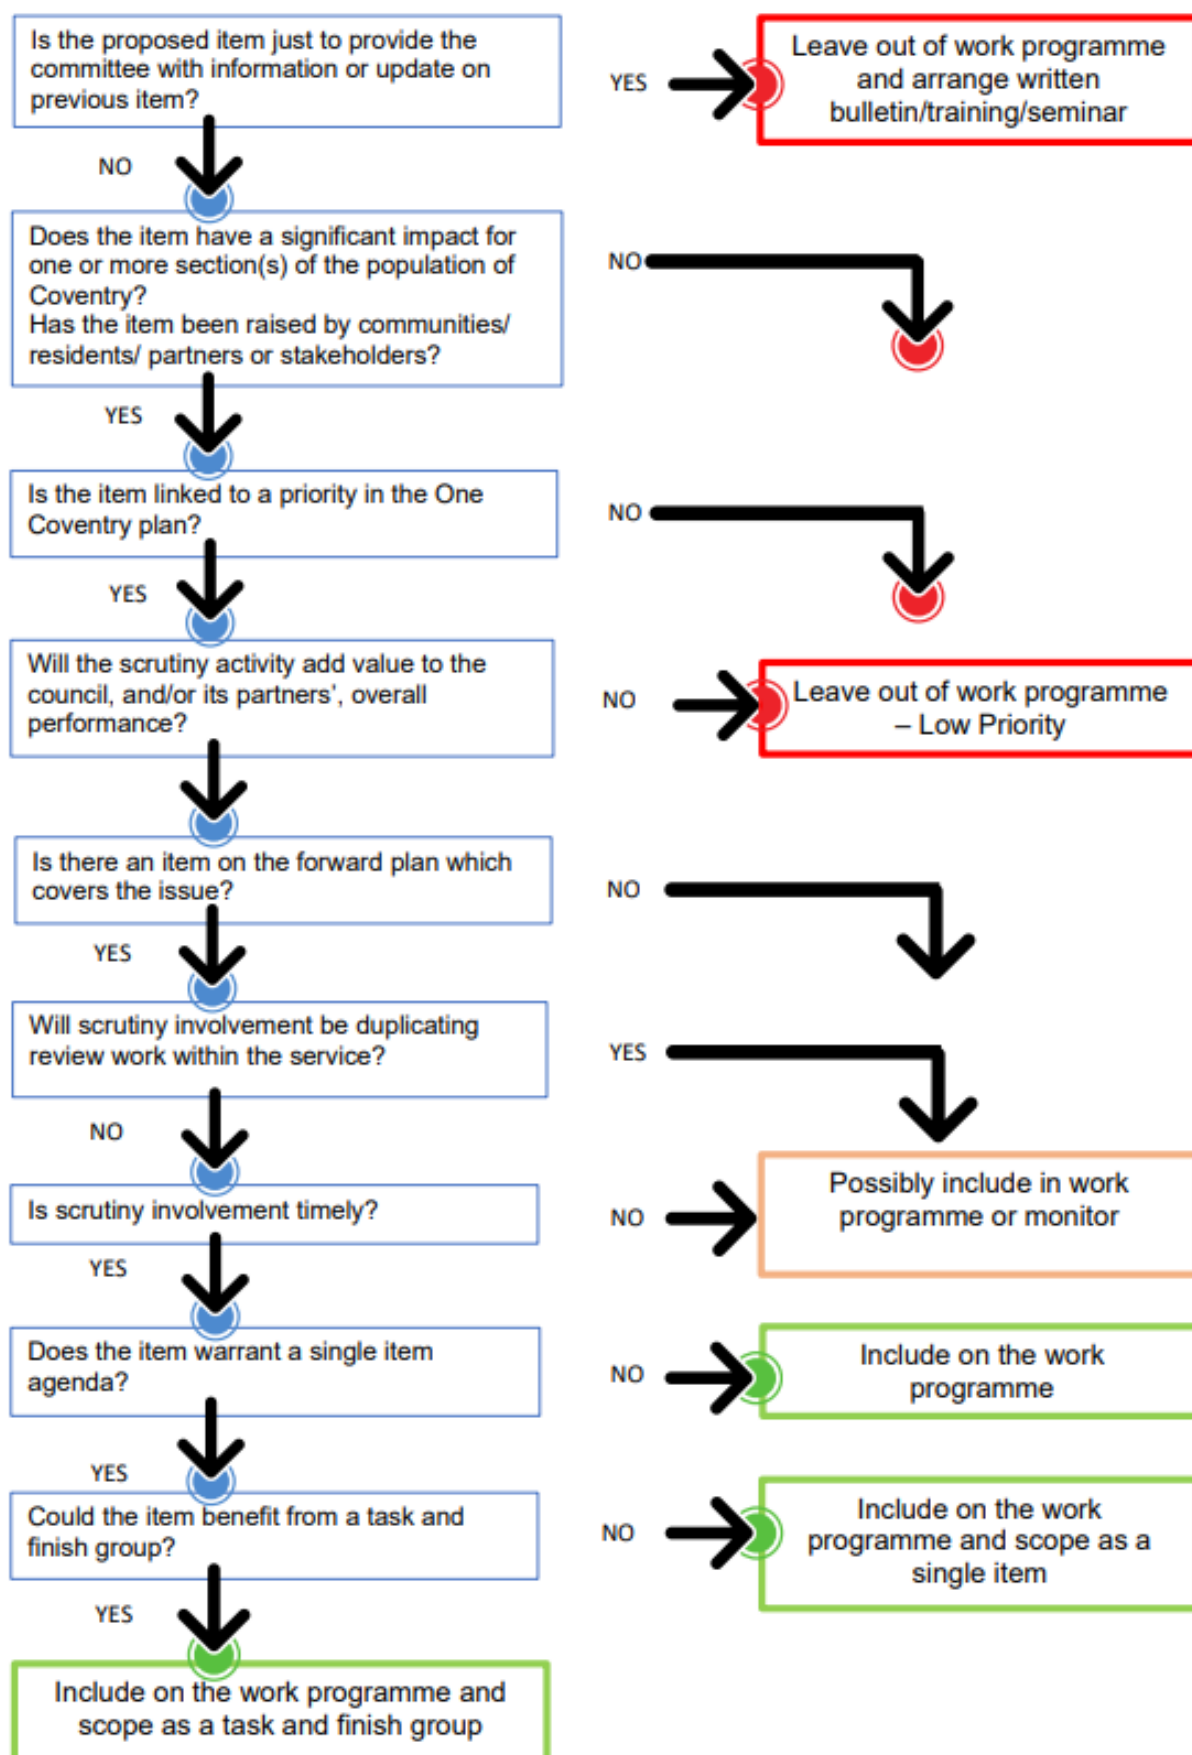 Is the proposed item just to provide the
committee with information or update on
previous item?
YES
Leave out of work programme
and arrange written
bulletin/training/seminar
NO
Does the item have a significant impact for
one or more section(s) of the population of
Coventry?
Has the item been raised by communities/
residents/ partners or stakeholders?
NO
YES
Is the item linked to a priority in the One
Coventry plan?
NO
YES
Will the scrutiny activity add value to the
council, and/or its partners’, overall
performance?
NO
Leave out of work programme
– Low Priority
Is there an item on the forward plan which
covers the issue?
NO
YES
Will scrutiny involvement be duplicating
review work within the service?
YES
NO
Is scrutiny involvement timely?
NO
Possibly include in work
programme or monitor
YES
Does the item warrant a single item
agenda?
NO
Include on the work
programme
YES
Could the item benefit from a task and
finish group?
NO
Include on the work
programme and scope as a
single item
YES
Include on the work programme and
scope as a task and finish group